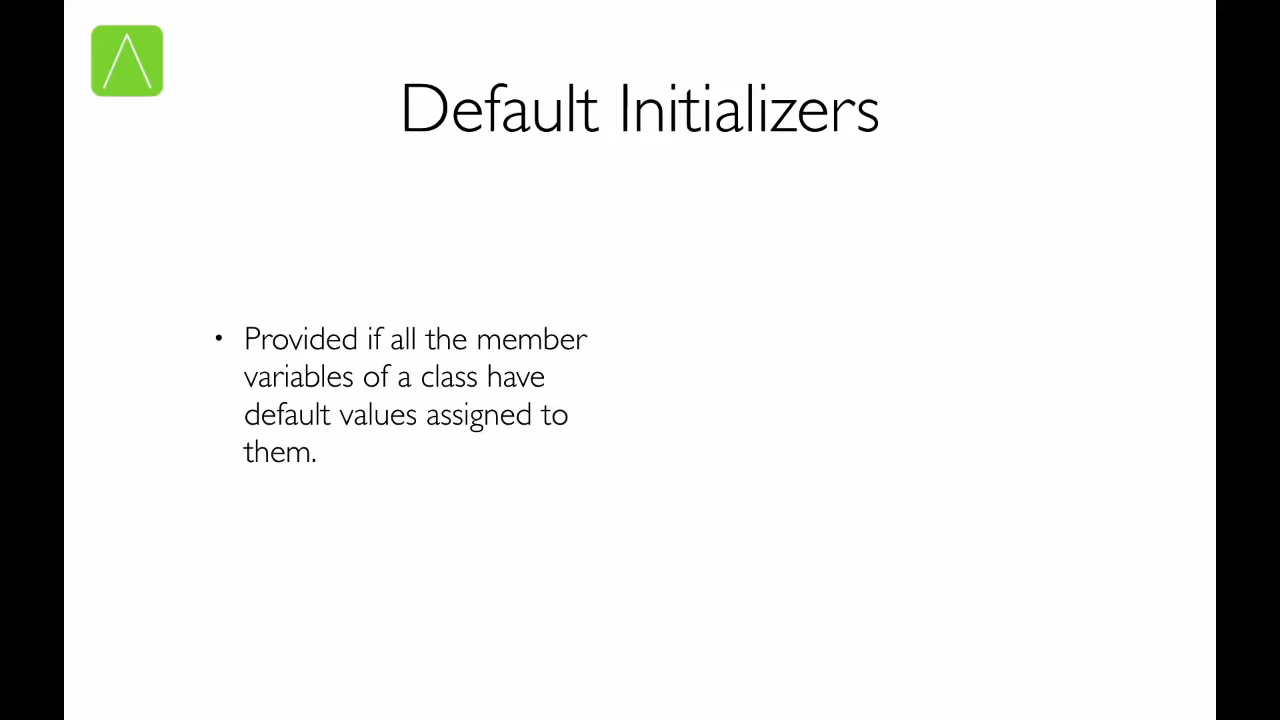 Default Initializers
• Provided if all the member
variables of a class have
default values assigned to
them.